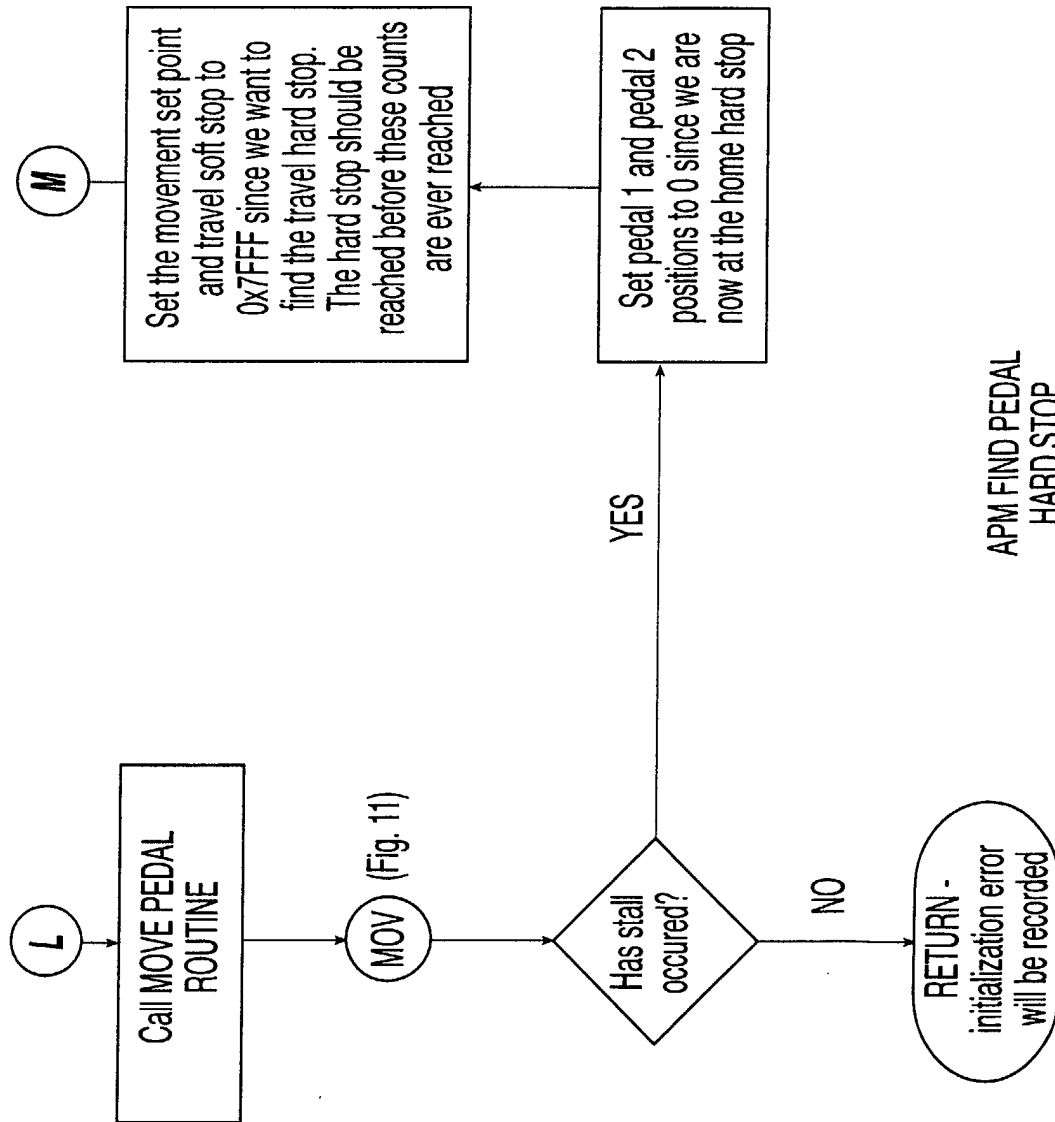 L
Call MOVE PEDAL
ROUTINE
MOV
(Fig. 11)
Has stall
occured?
NO
RETURN -
initialization error
will be recorded
YES
Set pedal 1 and pedal 2
positions to 0 since we are
now at the home hard stop
Set the movement set point
and travel soft stop to
0x7FFF since we want to
find the travel hard stop.
The hard stop should be
reached before these counts
are ever reached
M
APM FIND PEDAL
HARD STOP